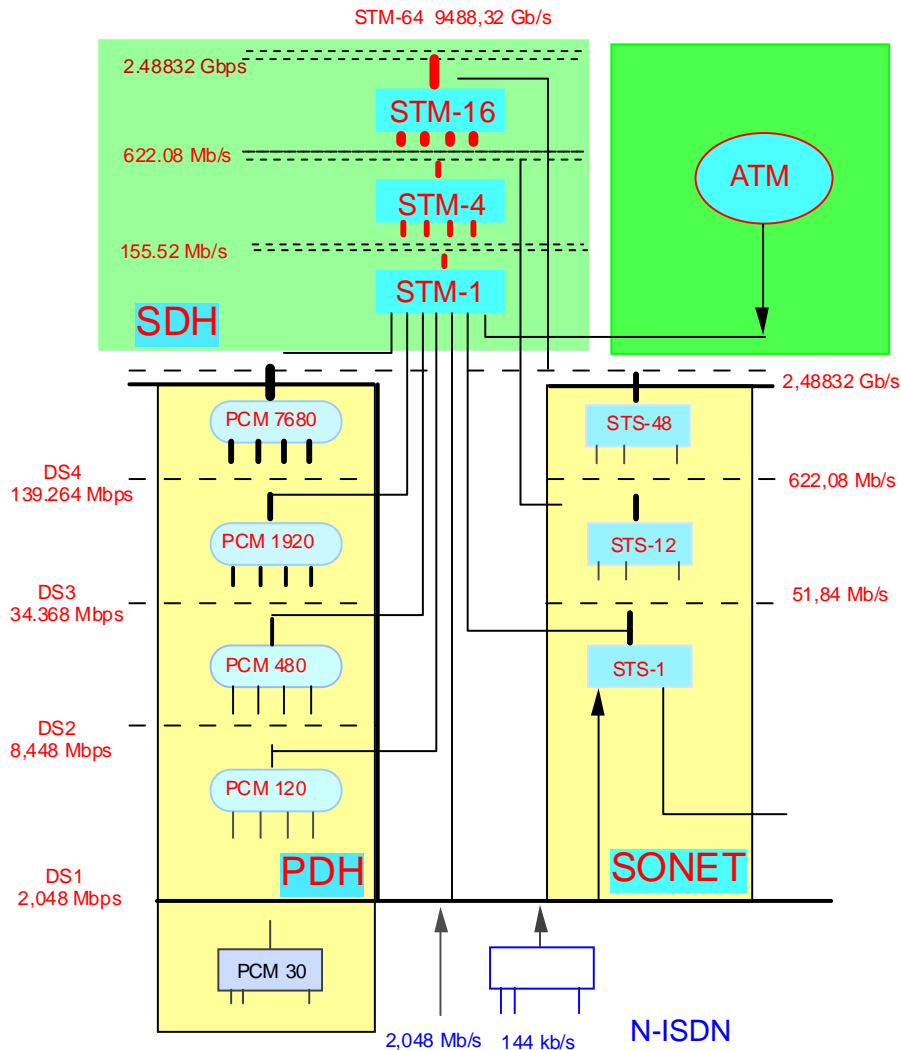 STM-64 9488,32 Gb/s
2.48832 Gbps
STM-16
622.08 Mb/s
STM-4
ATM
155.52 Mb/s
STM-1
SDH
2,48832 Gb/s
PCM 7680
STS-48
DS4
139.264 Mbps
622,08 Mb/s
PCM 1920
STS-12
DS3
34.368 Mbps
51,84 Mb/s
PCM 480
STS-1
DS2
8,448 Mbps
PCM 120
PDH
SONET
DS1
2,048 Mbps
PCM 30
2,048 Mb/s
144 kb/s
N-ISDN